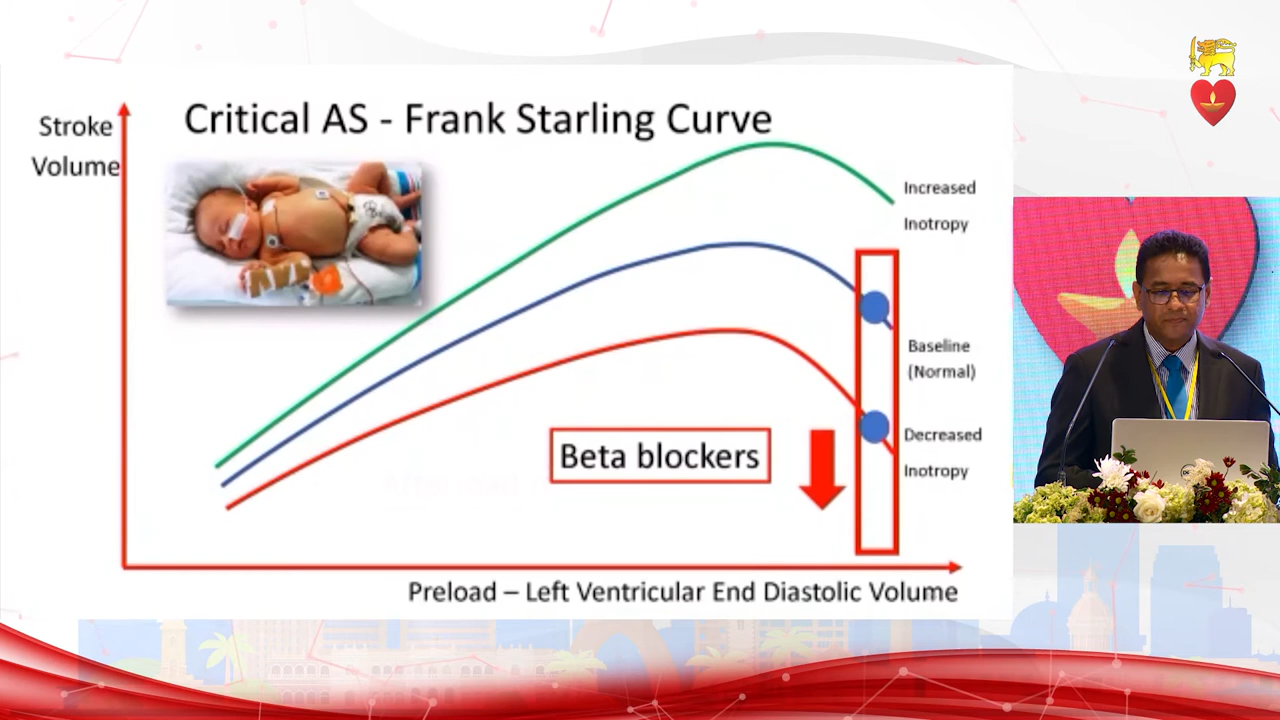 Critical AS - Frank Starling Curve
Stroke
Volume
Increased
Inotropy
Baseline
(Normal)
Decreased
Inotropy
Beta blockers
Preload – Left Ventricular End Diastolic Volume
DELL